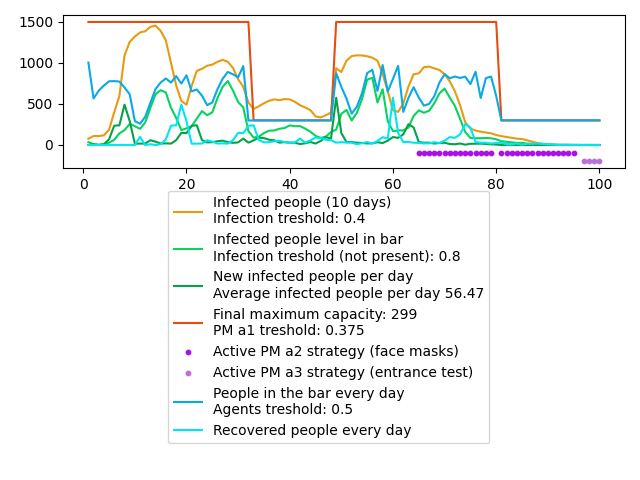 1500
1000
500
0
0 20 40 60 80 100
Infected people (10 days)
Infection treshold: 0.4
Infected people level in bar
Infection treshold (not present): 0.8
New infected people per day
Average infected people per day 56.47
Final maximum capacity: 299
PM a1 treshold: 0.375
Active PM a2 strategy (face masks)
Active PM a3 strategy (entrance test)
People in the bar every day
Agents treshold: 0.5
Recovered people every day